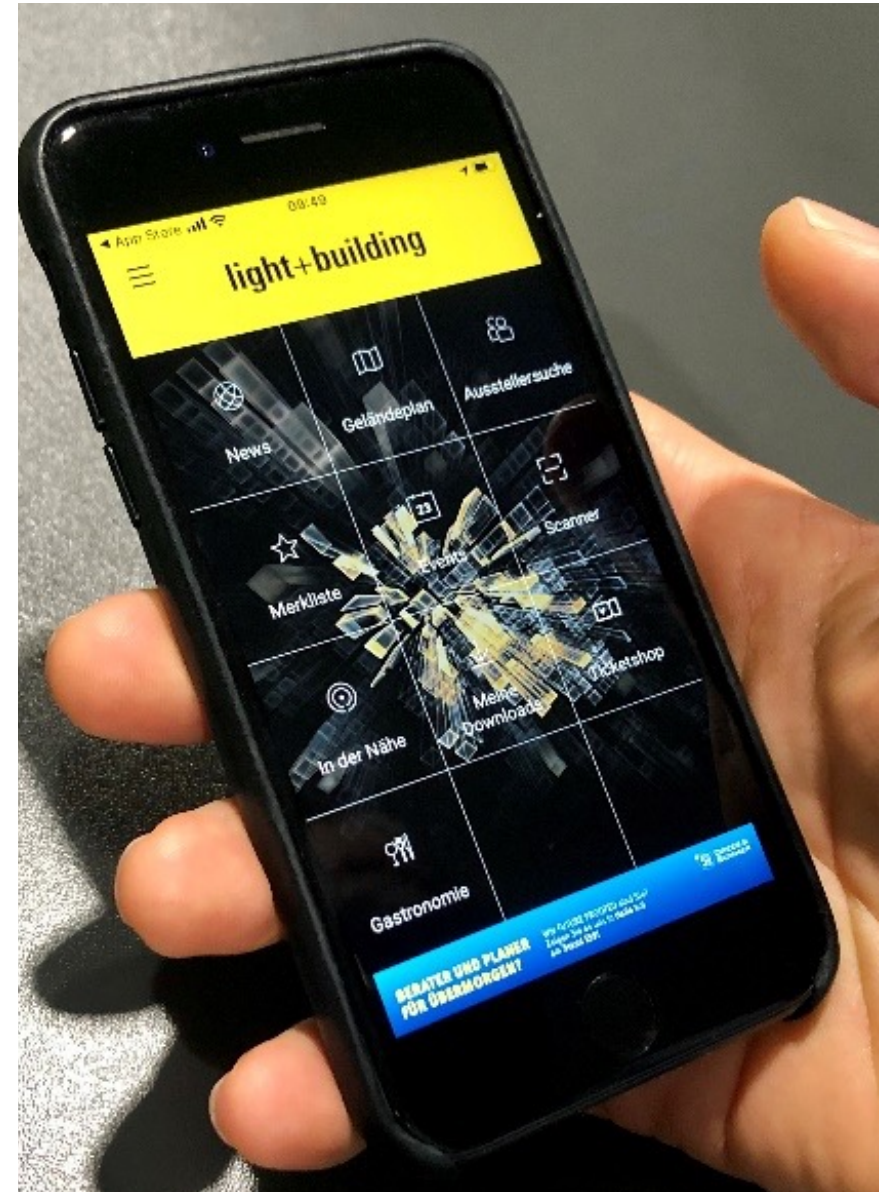 ◀ App Store
09:49
light+building
News
Geländeplan
Ausstellersuche
Merkliste
23
Events
Scanner
In der Nähe
Meine
Downloads
Ticketshop
Gastronomie
BERATER UND PLANER
FÜR ÜBERMORGEN?